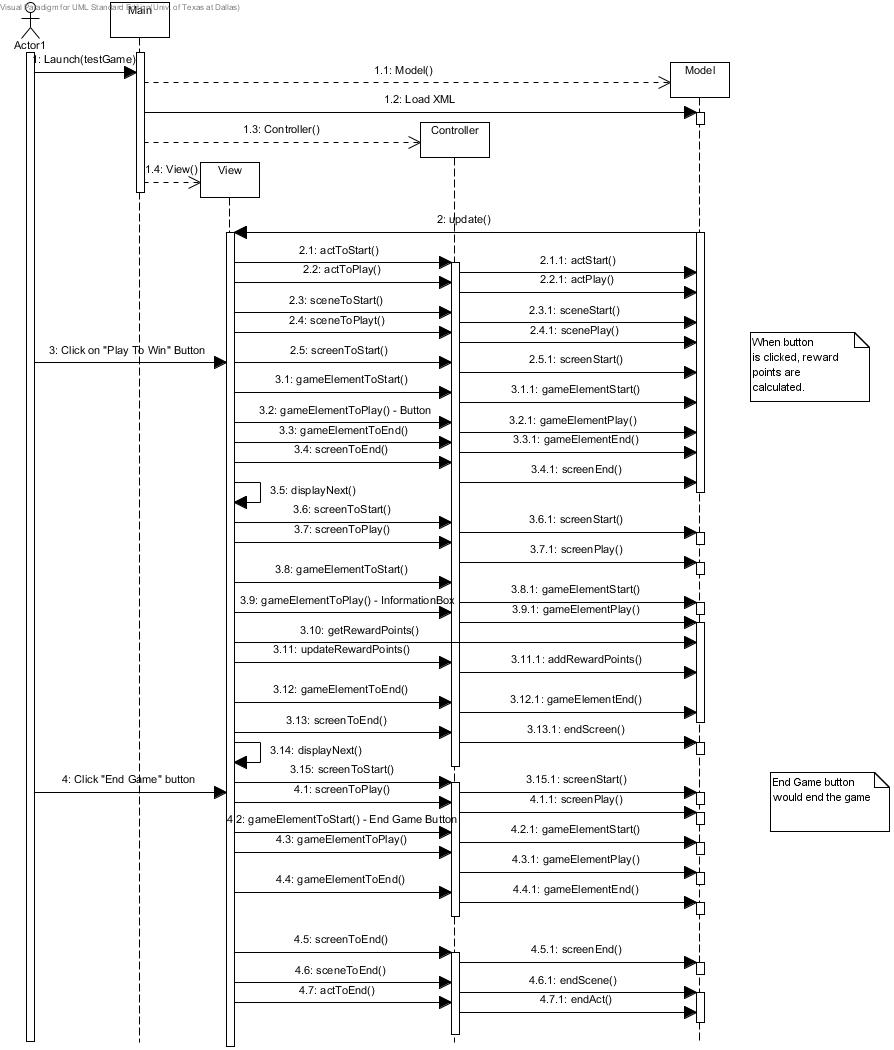 Visual Paradigm for UML Standard Edition(Univ. of Texas at Dallas)
Main
Actor1
1: Launch(testGame)
1.1: Model()
Model
1.2: Load XML
1.3: Controller()
Controller
1.4: View()
View
2: update()
2.1: actToStart()
2.1.1: actStart()
2.2: actToPlay()
2.2.1: actPlay()
2.3: sceneToStart()
2.3.1: sceneStart()
2.4: sceneToPlayt()
2.4.1: scenePlay()
When button
is clicked, reward
points are
calculated.
3: Click on "Play To Win" Button
2.5: screenToStart()
2.5.1: screenStart()
3.1: gameElementToStart()
3.1.1: gameElementStart()
3.2: gameElementToPlay() - Button
3.2.1: gameElementPlay()
3.3: gameElementToEnd()
3.3.1: gameElementEnd()
3.4: screenToEnd()
3.4.1: screenEnd()
3.5: displayNext()
3.6: screenToStart()
3.6.1: screenStart()
3.7: screenToPlay()
3.7.1: screenPlay()
3.8: gameElementToStart()
3.8.1: gameElementStart()
3.9: gameElementToPlay() - InformationBox
3.9.1: gameElementPlay()
3.10: getRewardPoints()
3.11: updateRewardPoints()
3.11.1: addRewardPoints()
3.12: gameElementToEnd()
3.12.1: gameElementEnd()
3.13: screenToEnd()
3.13.1: endScreen()
3.14: displayNext()
3.15: screenToStart()
3.15.1: screenStart()
4: Click "End Game" button
End Game button
would end the game
4.1: screenToPlay()
4.1.1: screenPlay()
4.2: gameElementToStart() - End Game Button
4.2.1: gameElementStart()
4.3: gameElementToPlay()
4.3.1: gameElementPlay()
4.4: gameElementToEnd()
4.4.1: gameElementEnd()
4.5: screenToEnd()
4.5.1: screenEnd()
4.6: sceneToEnd()
4.6.1: endScene()
4.7: actToEnd()
4.7.1: endAct()